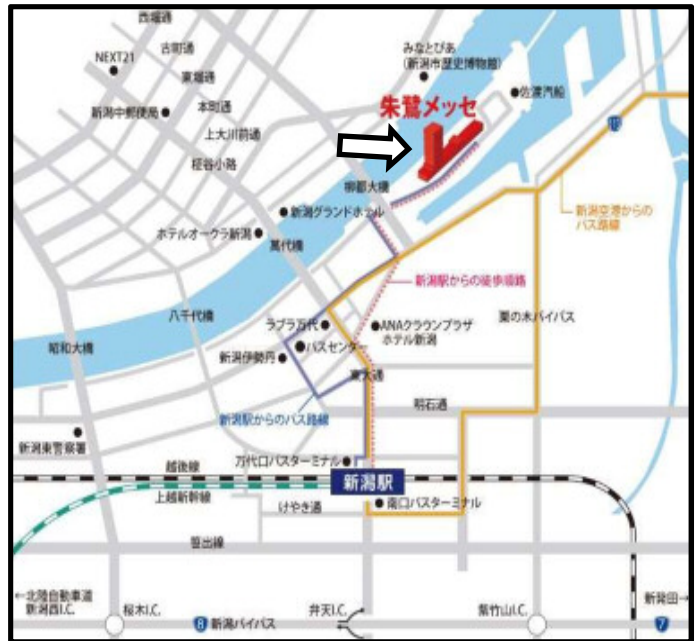 西堀通
古町通
NEXT21
東堀通
みなとぴあ
(新潟市歴史博物館)
佐渡汽船
新潟中郵便局
本町通
朱鷺メッセ
上大川前通
113
柾谷小路
柳都大橋
新潟グランドホテル
新潟空港からの
バス路線
ホテルオークラ新潟
萬代橋
新潟駅からの徒歩順路
八千代橋
ラブラ万代
ANAクラウンプラザ
ホテル新潟
栗の木バイパス
昭和大橋
バスセンター
新潟伊勢丹
東大通
新潟駅からのバス路線
明石通
新潟東警察署
万代口バスターミナル
越後線
新潟駅
上越新幹線
けやき通
南口バスターミナル
笹出線
←北陸自動車道
新潟西I.C.
桜木I.C.
8 新潟バイパス
弁天I.C.
紫竹山I.C.
新発田→
7